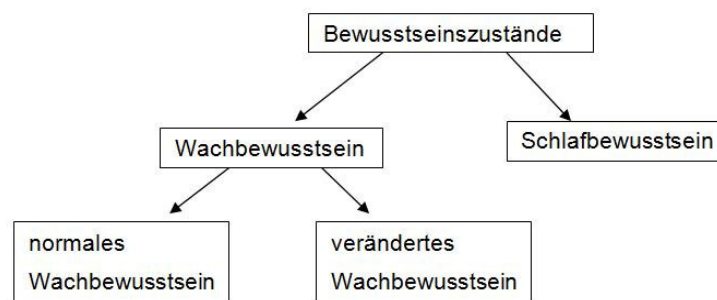 Bewusstseinszustände
Wachbewusstsein
Schlafbewusstsein
normales
Wachbewusstsein
verändertes
Wachbewusstsein